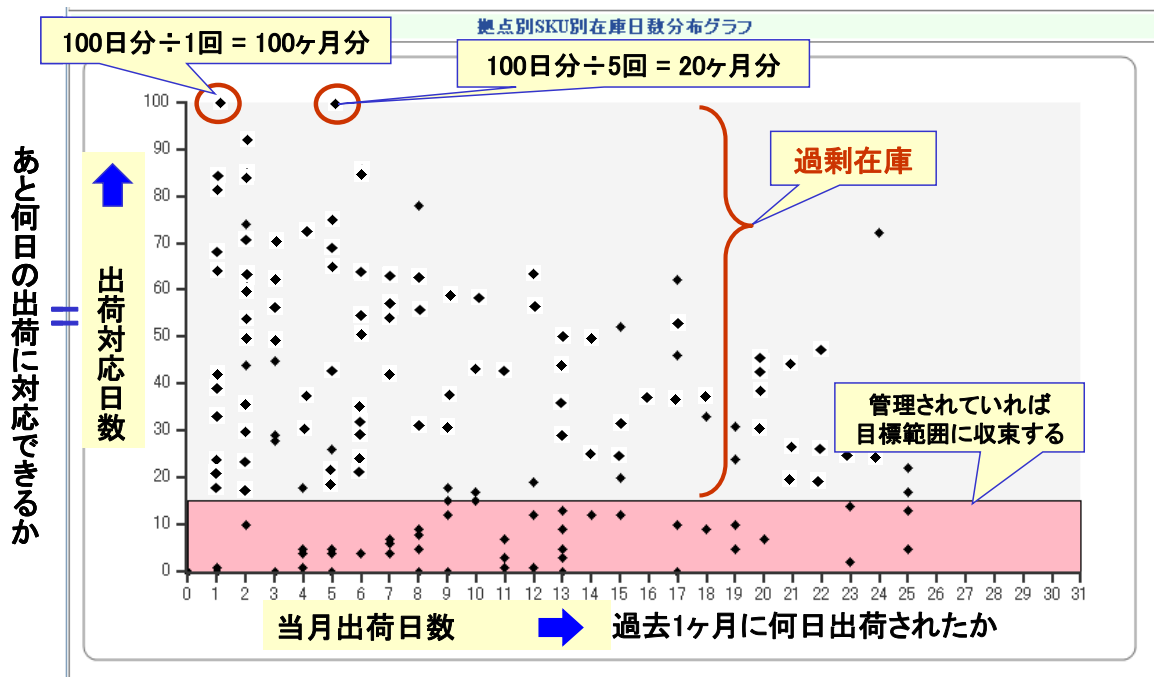 拠点別SKU別在庫日数分布グラフ
100日分÷1回 = 100ヶ月分
100日分÷5回 = 20ヶ月分
過剰在庫
管理されていれば
目標範囲に収束する
あと何日の出荷に対応できるか
=
出荷対応日数
100
90
80
70
60
50
40
30
20
10
0
0 1 2 3 4 5 6 7 8 9 10 11 12 13 14 15 16 17 18 19 20 21 22 23 24 25 26 27 28 29 30 31
当月出荷日数
過去1ヶ月に何日出荷されたか